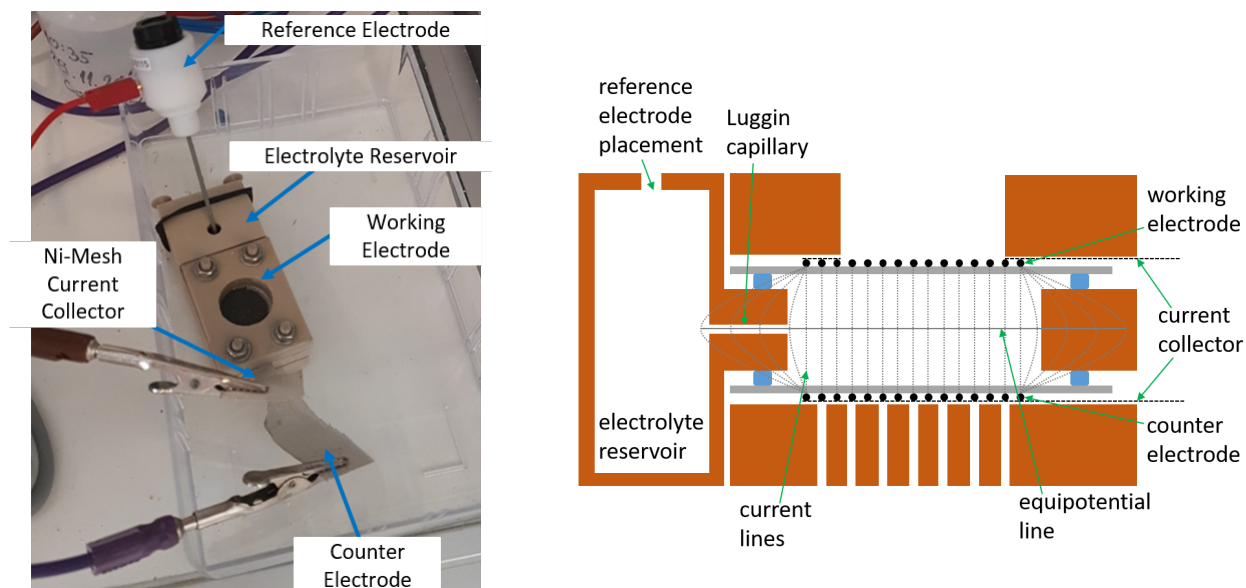 Reference Electrode
Electrolyte Reservoir
Working
Electrode
Ni-Mesh
Current
Collector
Counter
Electrode
reference
electrode
placement
Luggin
capillary
working
electrode
current
collector
counter
electrode
electrolyte
reservoir
current
lines
equipotential
line